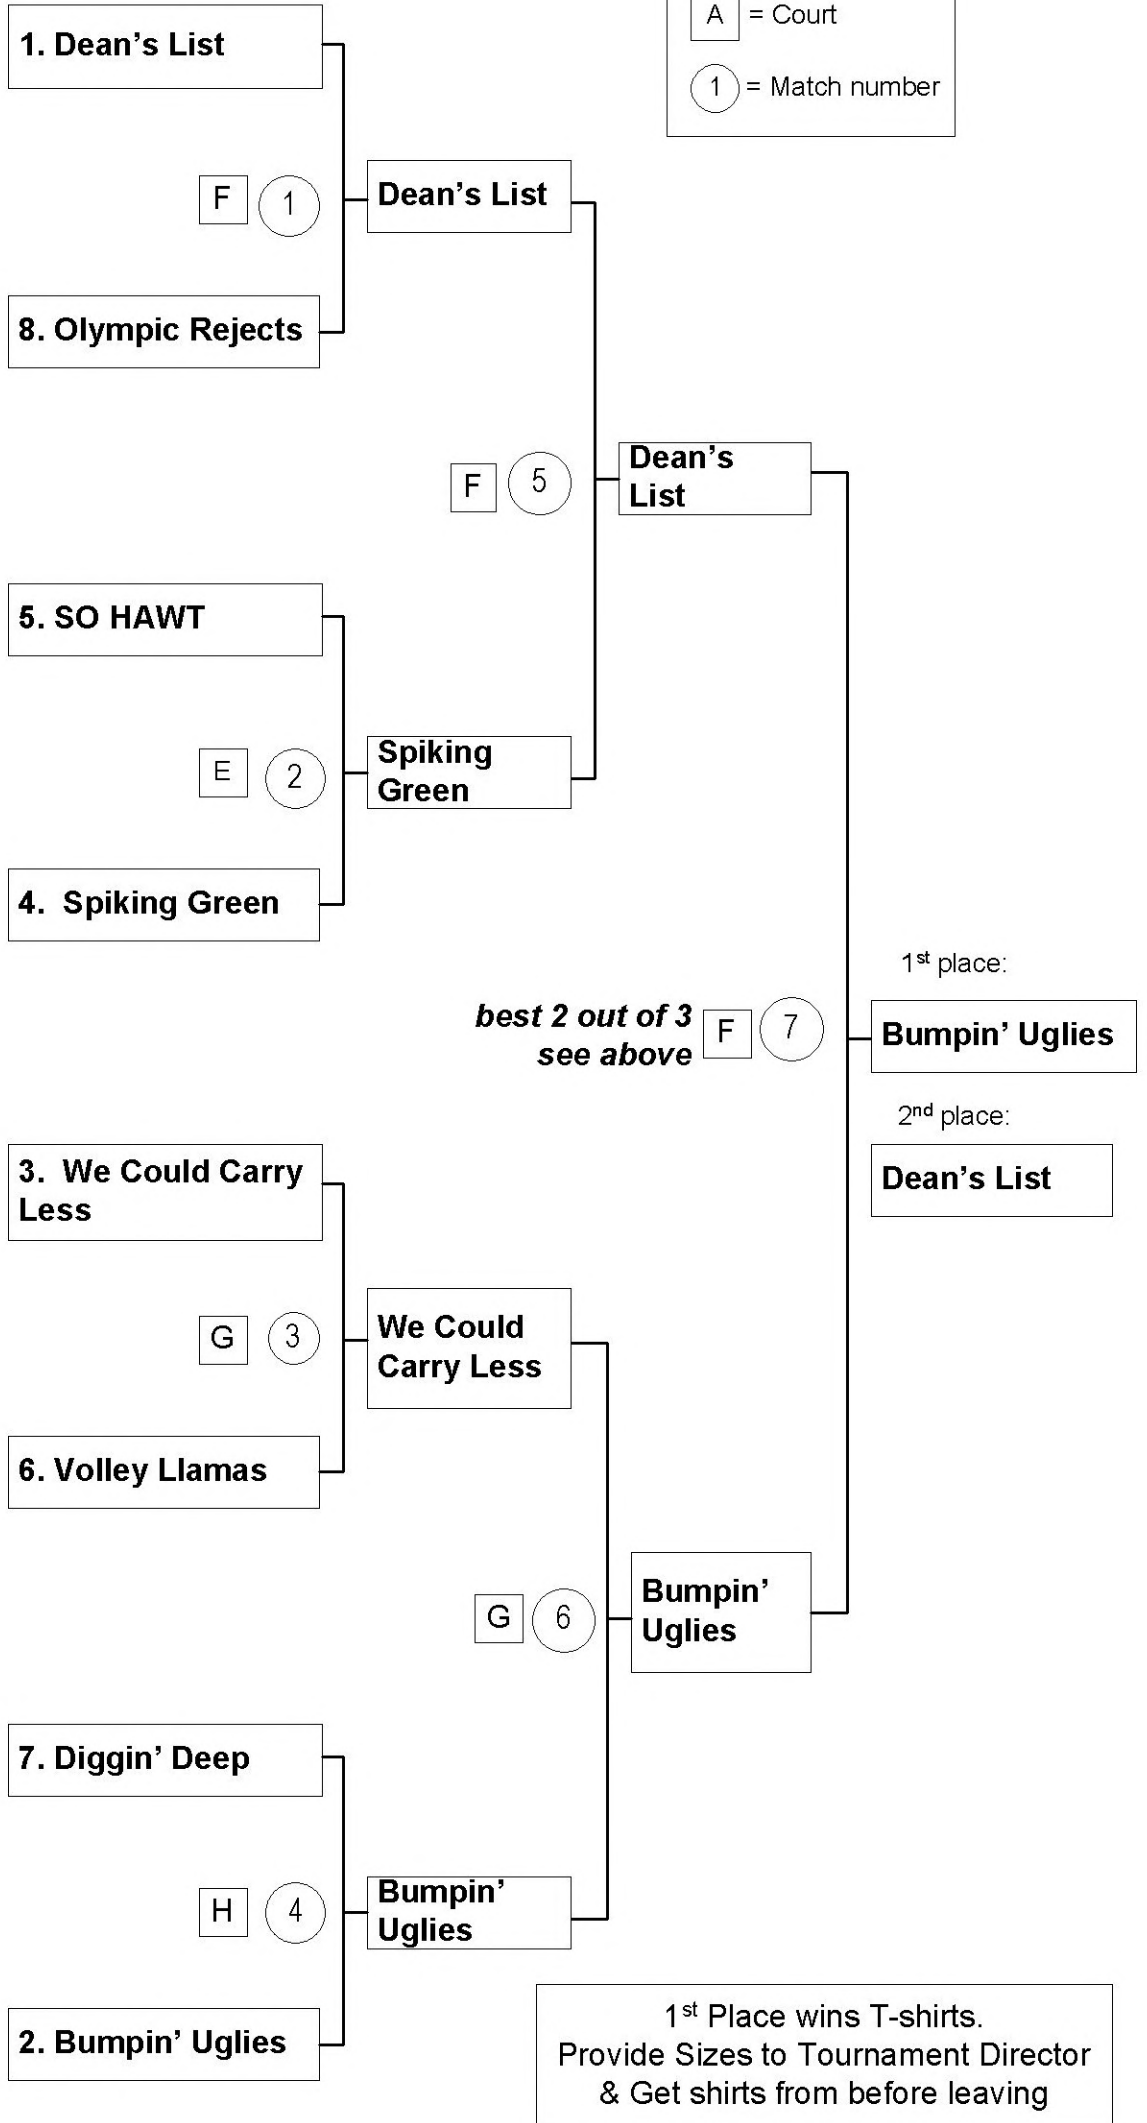 A = Court
1 = Match number
1. Dean's List
F 1
Dean's List
8. Olympic Rejects
F 5
Dean's
List
5. SO HAWT
E 2
Spiking
Green
4. Spiking Green
1st place:
best 2 out of 3
see above
F 7
Bumpin' Uglies
2nd place:
Dean's List
3. We Could Carry
Less
G 3
We Could
Carry Less
6. Volley Llamas
G 6
Bumpin'
Uglies
7. Diggin' Deep
H 4
Bumpin'
Uglies
2. Bumpin' Uglies
1st Place wins T-shirts.
Provide Sizes to Tournament Director
& Get shirts from before leaving